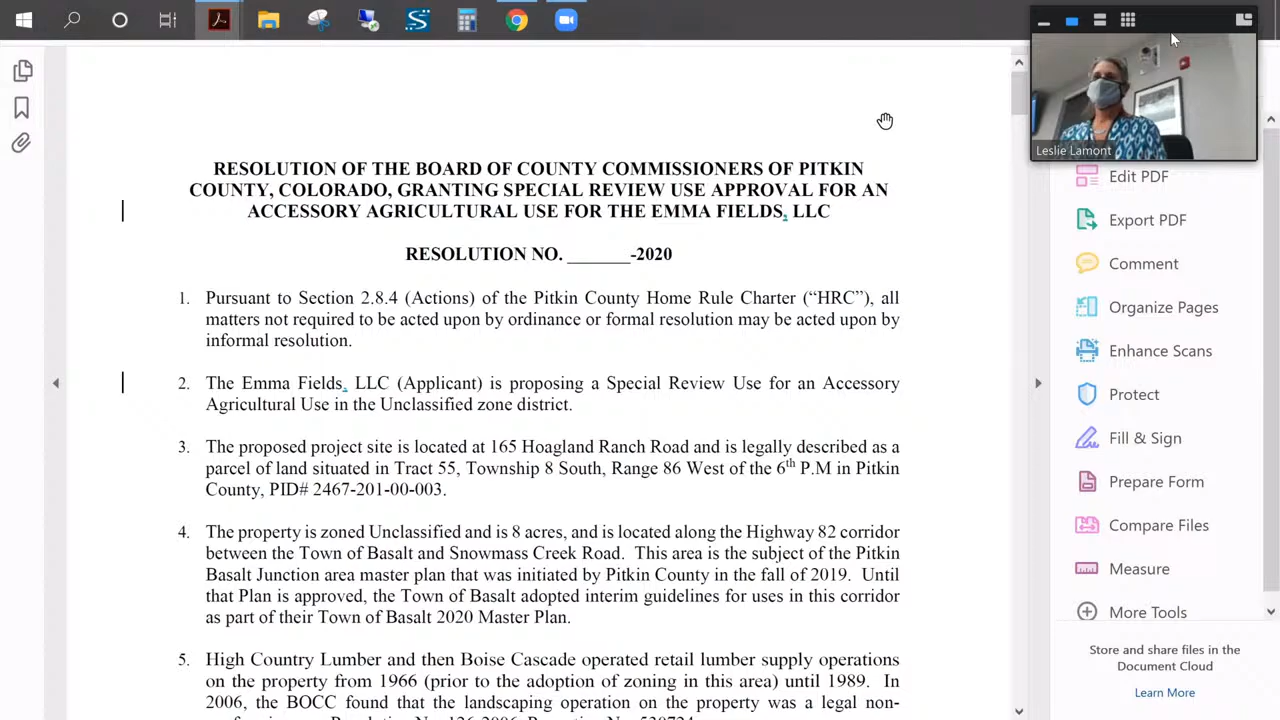 Leslie Lamont
RESOLUTION OF THE BOARD OF COUNTY COMMISSIONERS OF PITKIN
COUNTY, COLORADO, GRANTING SPECIAL REVIEW USE APPROVAL FOR AN
ACCESSORY AGRICULTURAL USE FOR THE EMMA FIELDS, LLC
RESOLUTION NO. _______-2020
1. Pursuant to Section 2.8.4 (Actions) of the Pitkin County Home Rule Charter (“HRC”), all
matters not required to be acted upon by ordinance or formal resolution may be acted upon by
informal resolution.
2. The Emma Fields, LLC (Applicant) is proposing a Special Review Use for an Accessory
Agricultural Use in the Unclassified zone district.
3. The proposed project site is located at 165 Hoagland Ranch Road and is legally described as a
parcel of land situated in Tract 55, Township 8 South, Range 86 West of the 6th P.M in Pitkin
County, PID# 2467-201-00-003.
4. The property is zoned Unclassified and is 8 acres, and is located along the Highway 82 corridor
between the Town of Basalt and Snowmass Creek Road. This area is the subject of the Pitkin
Basalt Junction area master plan that was initiated by Pitkin County in the fall of 2019. Until
that Plan is approved, the Town of Basalt adopted interim guidelines for uses in this corridor
as part of their Town of Basalt 2020 Master Plan.
5. High Country Lumber and then Boise Cascade operated retail lumber supply operations
on the property from 1966 (prior to the adoption of zoning in this area) until 1989. In
2006, the BOCC found that the landscaping operation on the property was a legal non-
Edit PDF
Export PDF
Comment
Organize Pages
Enhance Scans
Protect
Fill & Sign
Prepare Form
Compare Files
Measure
More Tools
Store and share files in the
Document Cloud
Learn More